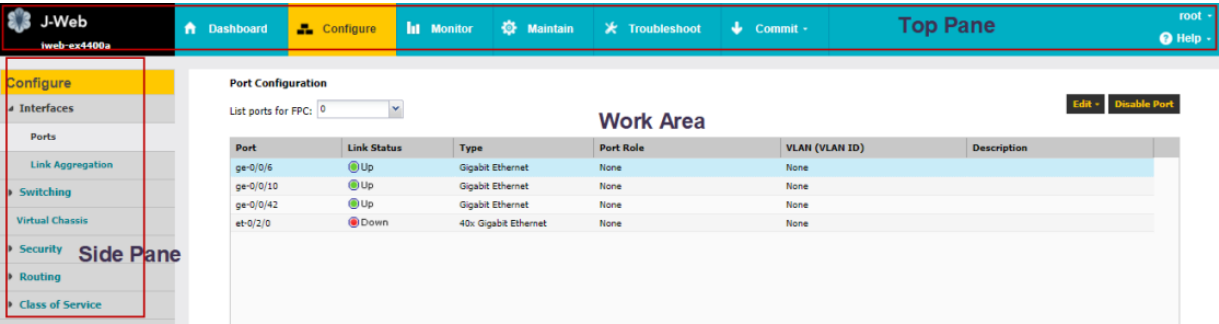 J-Web
iweb-ex4400a
Dashboard Configure Monitor Maintain Troubleshoot Commit Top Pane root
Help
Configure
Interfaces
Ports
Link Aggregation
Switching
Virtual Chassis
Security
Routing
Class of Service
Side Pane
Port Configuration
List ports for FPC: 0
Edit Disable Port
Work Area
Port Link Status Type Port Role VLAN (VLAN ID) Description
ge-0/0/6 Up Gigabit Ethernet None None
ge-0/0/10 Up Gigabit Ethernet None None
ge-0/0/42 Up Gigabit Ethernet None None
et-0/2/0 Down 40x Gigabit Ethernet None None